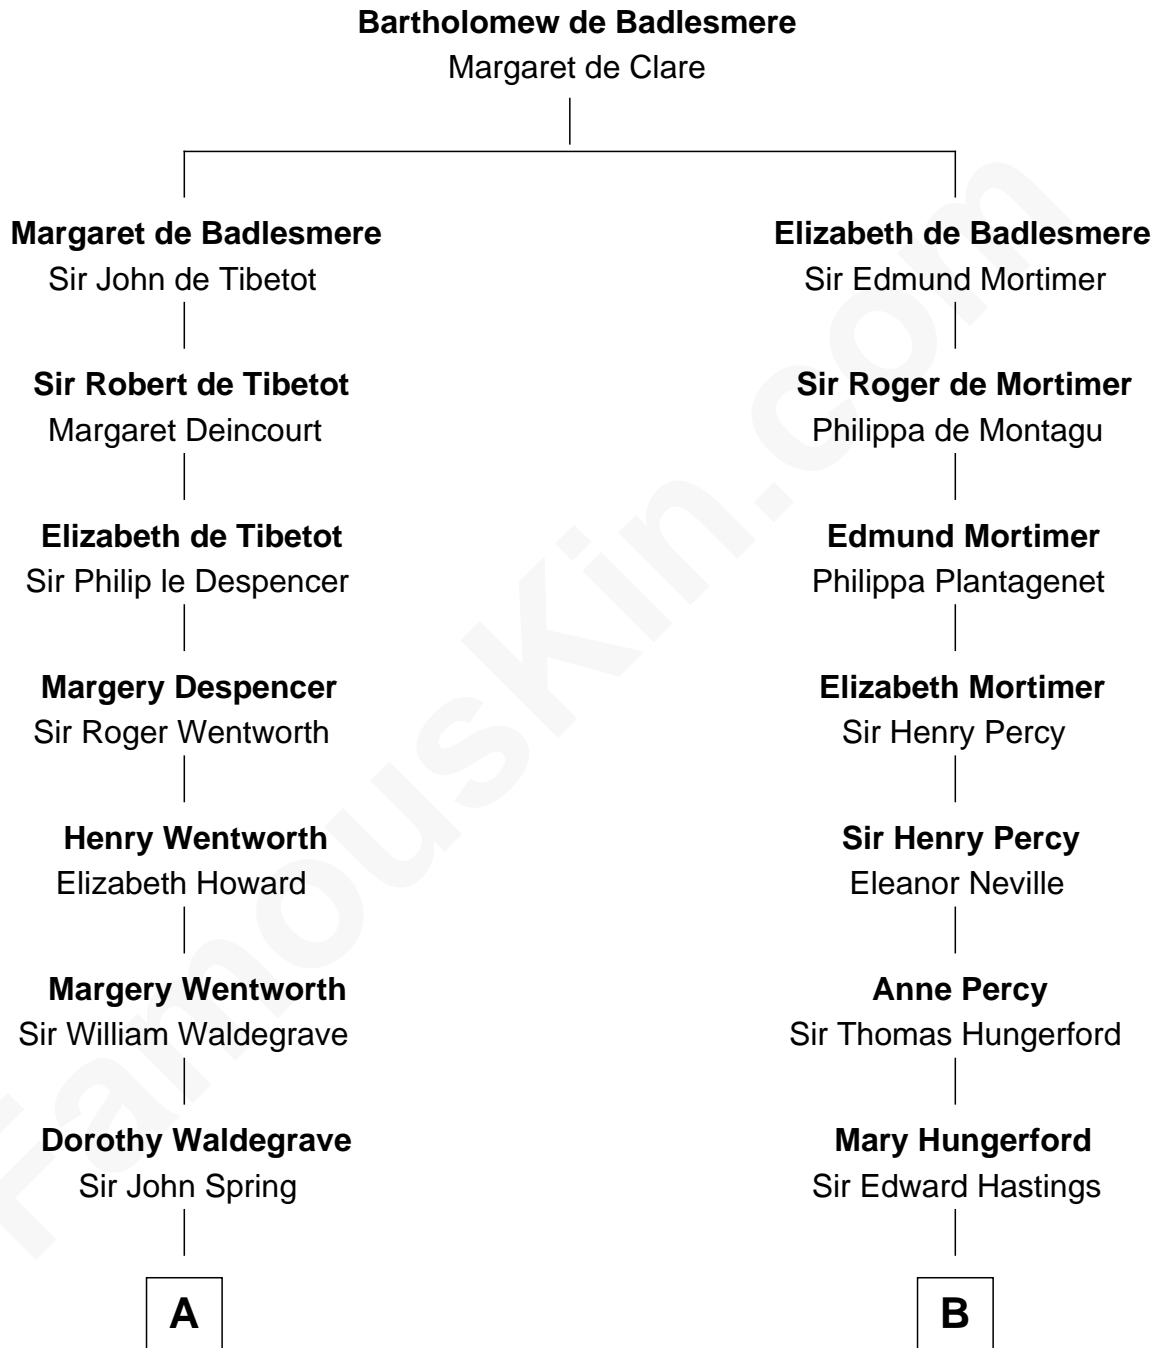 Bartholomew de Badlesmere
Margaret de Clare
Margaret de Badlesmere
Sir John de Tibetot
Elizabeth de Badlesmere
Sir Edmund Mortimer
Sir Robert de Tibetot
Margaret Deincourt
Sir Roger de Mortimer
Philippa de Montagu
Elizabeth de Tibetot
Sir Philip le Despencer
Edmund Mortimer
Philippa Plantagenet
Margery Despencer
Sir Roger Wentworth
Elizabeth Mortimer
Sir Henry Percy
Henry Wentworth
Elizabeth Howard
Sir Henry Percy
Eleanor Neville
Margery Wentworth
Sir William Waldegrave
Anne Percy
Sir Thomas Hungerford
Dorothy Waldegrave
Sir John Spring
Mary Hungerford
Sir Edward Hastings
A
B
FamousKin.com